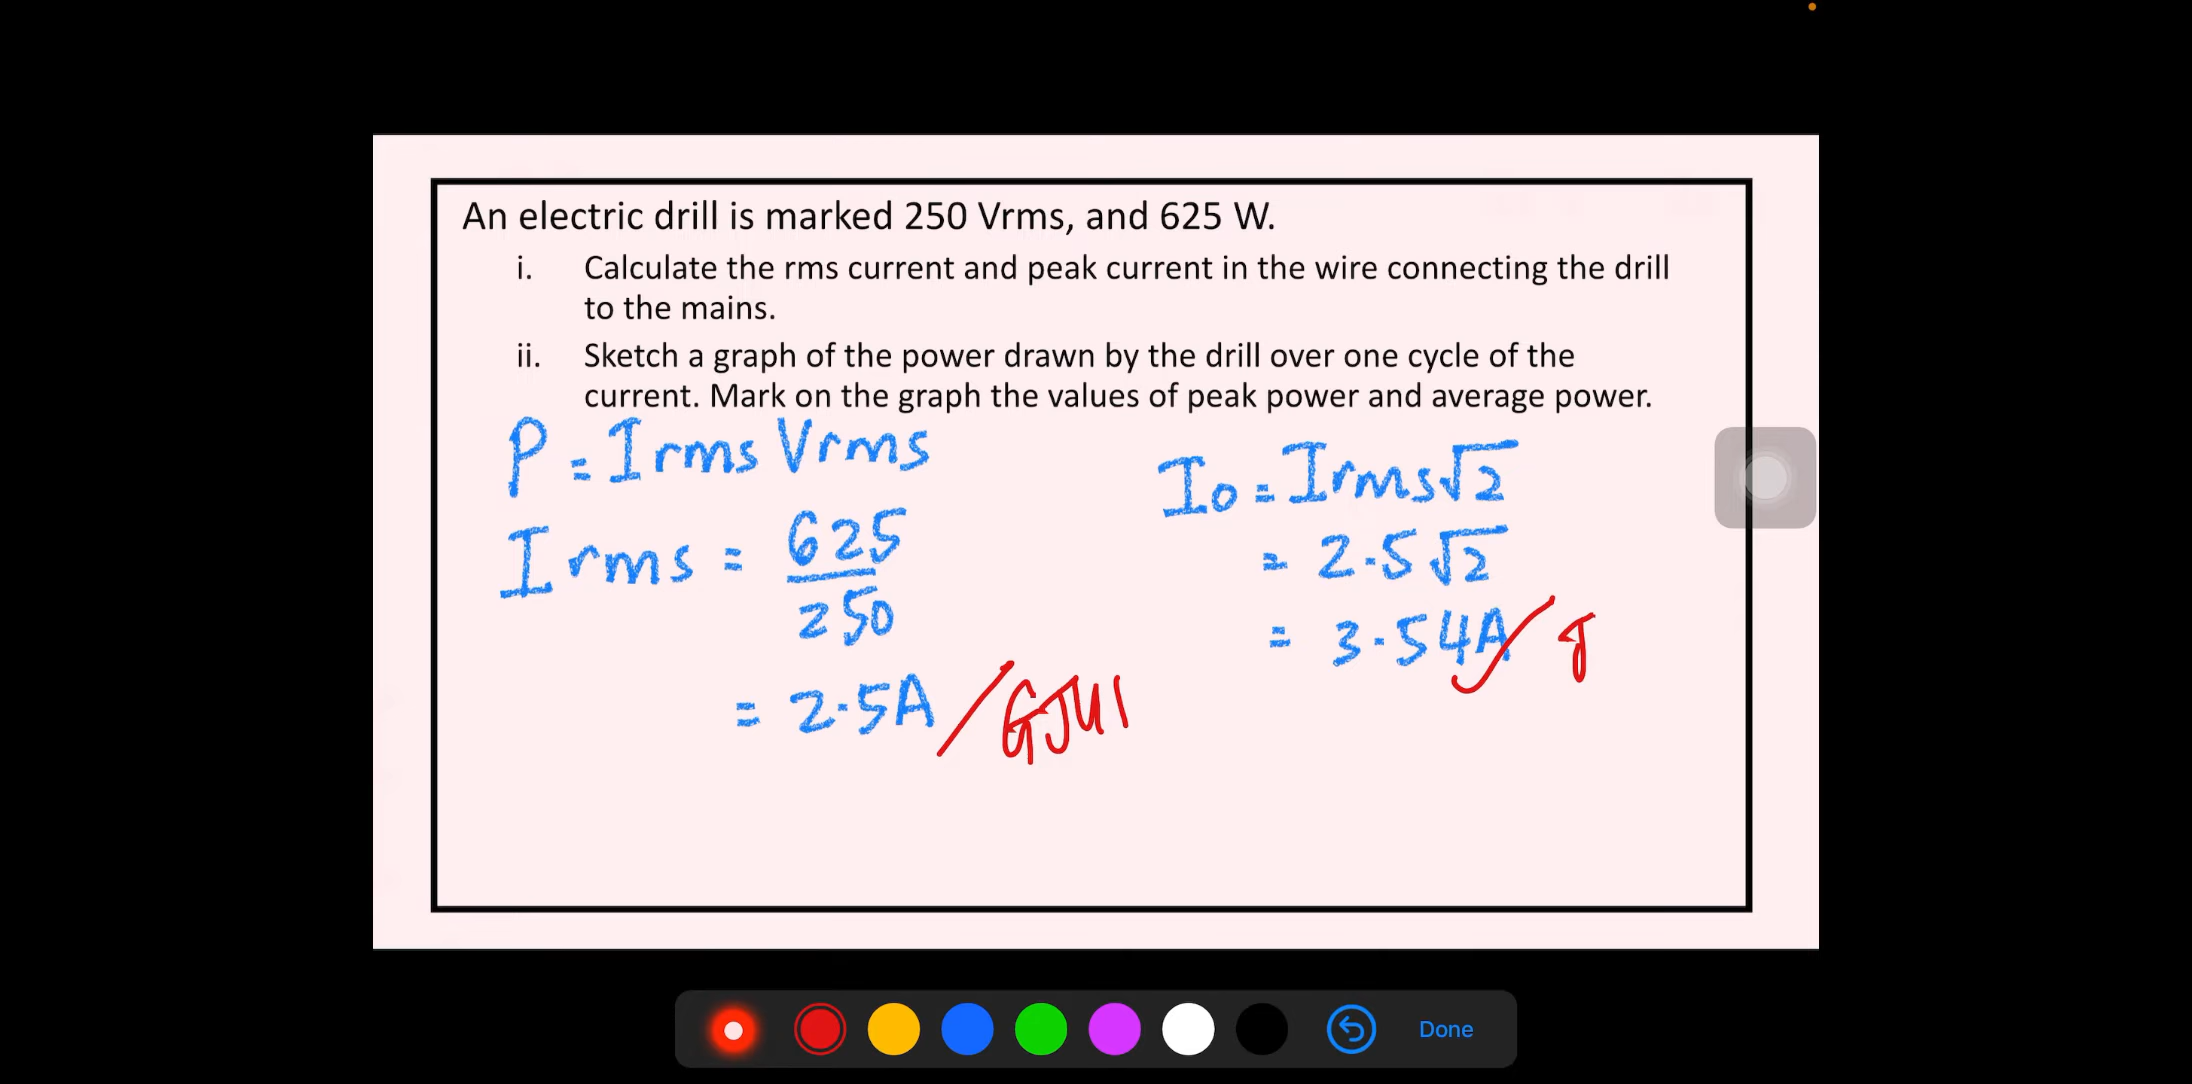 An electric drill is marked 250 Vrms, and 625 W.
i. Calculate the rms current and peak current in the wire connecting the drill
to the mains.
ii. Sketch a graph of the power drawn by the drill over one cycle of the
current. Mark on the graph the values of peak power and average power.
P = Irms Vrms
Irms = 625
250
= 2.5A
Io = Irms√2
= 2.5√2
= 3.54A
Done